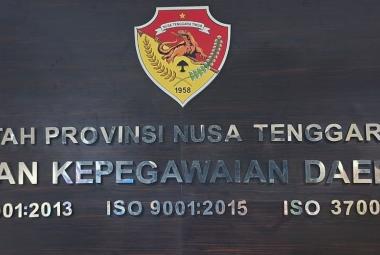 NUSA TENGGARA TIMUR
1958
TAH PROVINSI NUSA TENGGAR
AN KEPEGAWAIAN DAE
001:2013 ISO 9001:2015 ISO 3700